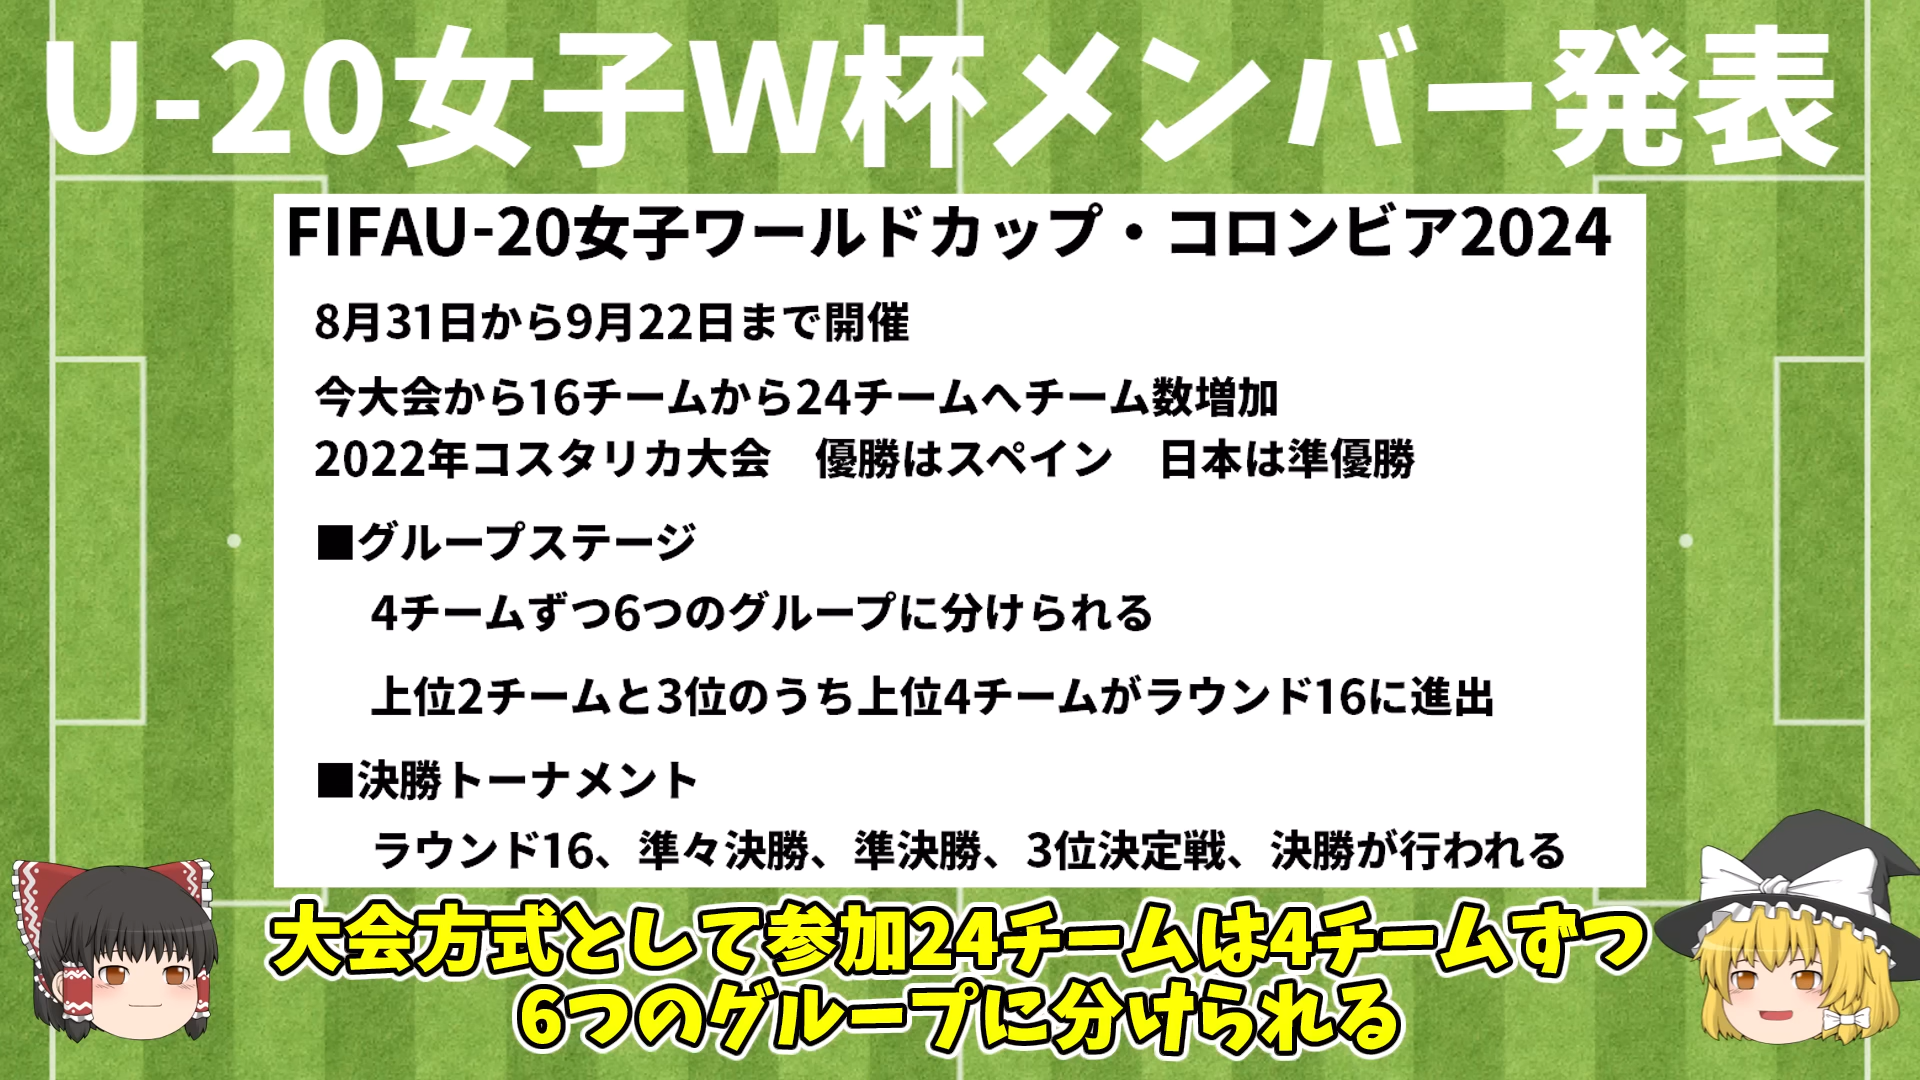 U-20女子W杯メンバー発表
FIFAU-20女子ワールドカップ・コロンビア2024
8月31日から9月22日まで開催
今大会から16チームから24チームへチーム数増加
2022年コスタリカ大会　優勝はスペイン　日本は準優勝
■グループステージ
4チームずつ6つのグループに分けられる
上位2チームと3位のうち上位4チームがラウンド16に進出
■決勝トーナメント
ラウンド16、準々決勝、準決勝、3位決定戦、決勝が行われる
大会方式として参加24チームは4チームずつ
6つのグループに分けられる